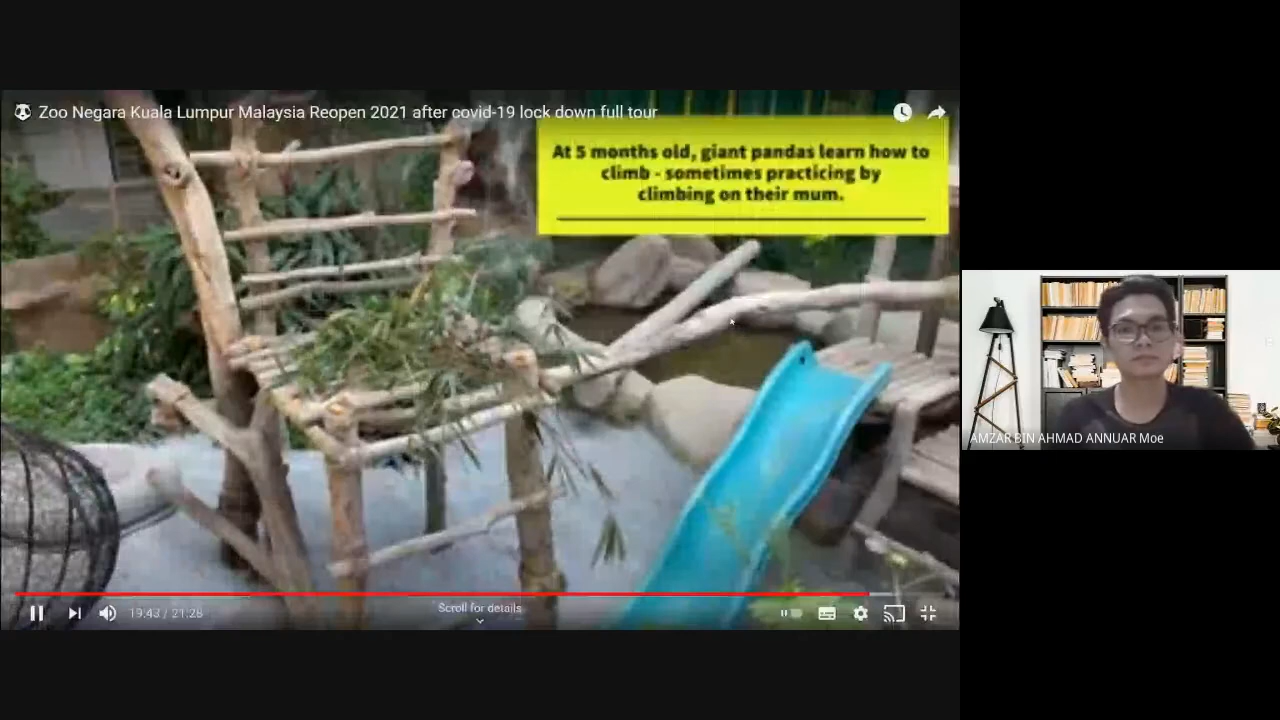 Zoo Negara Kuala Lumpur Malaysia Reopen 2021 after covid-19 lock down full tour
At 5 months old, giant pandas learn how to
climb - sometimes practicing by
climbing on their mum.
AMZAR BIN AHMAD ANNUAR Moe
Scroll for details
19:43 / 21:28